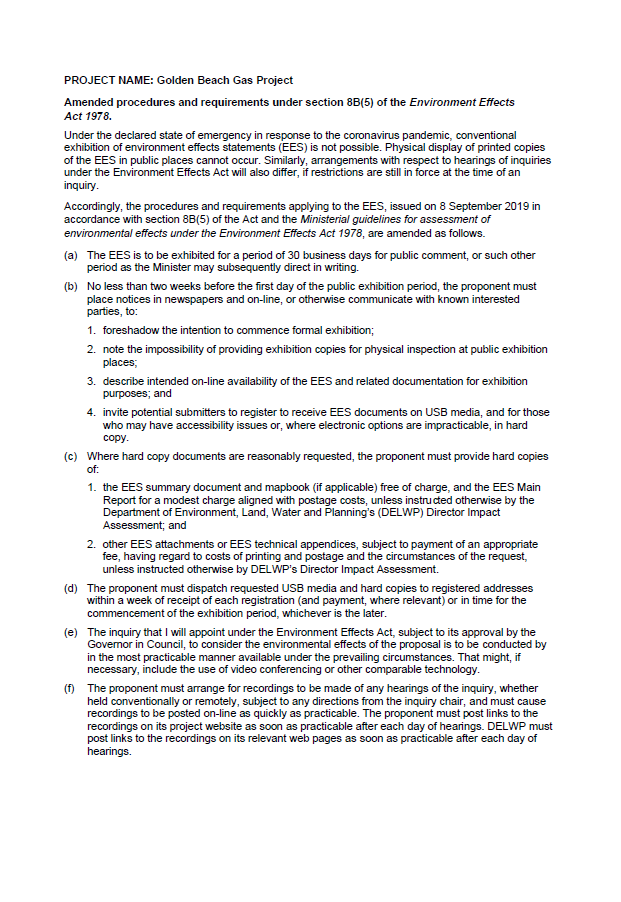 PROJECT NAME: Golden Beach Gas Project
Amended procedures and requirements under section 8B(5) of the Environment Effects
Act 1978.
Under the declared state of emergency in response to the coronavirus pandemic, conventional
exhibition of environment effects statements (EES) is not possible. Physical display of printed copies
of the EES in public places cannot occur. Similarly, arrangements with respect to hearings of inquiries
under the Environment Effects Act will also differ, if restrictions are still in force at the time of an
inquiry.
Accordingly, the procedures and requirements applying to the EES, issued on 8 September 2019 in
accordance with section 8B(5) of the Act and the Ministerial guidelines for assessment of
environmental effects under the Environment Effects Act 1978, are amended as follows.
(a) The EES is to be exhibited for a period of 30 business days for public comment, or such other
period as the Minister may subsequently direct in writing.
(b) No less than two weeks before the first day of the public exhibition period, the proponent must
place notices in newspapers and on-line, or otherwise communicate with known interested
parties, to:
1. foreshadow the intention to commence formal exhibition;
2. note the impossibility of providing exhibition copies for physical inspection at public exhibition
places;
3. describe intended on-line availability of the EES and related documentation for exhibition
purposes; and
4. invite potential submitters to register to receive EES documents on USB media, and for those
who may have accessibility issues or, where electronic options are impracticable, in hard
copy.
(c) Where hard copy documents are reasonably requested, the proponent must provide hard copies
of:
1. the EES summary document and mapbook (if applicable) free of charge, and the EES Main
Report for a modest charge aligned with postage costs, unless instructed otherwise by the
Department of Environment, Land, Water and Planning's (DELWP) Director Impact
Assessment; and
2. other EES attachments or EES technical appendices, subject to payment of an appropriate
fee, having regard to costs of printing and postage and the circumstances of the request,
unless instructed otherwise by DELWP's Director Impact Assessment.
(d) The proponent must dispatch requested USB media and hard copies to registered addresses
within a week of receipt of each registration (and payment, where relevant) or in time for the
commencement of the exhibition period, whichever is the later.
(e) The inquiry that I will appoint under the Environment Effects Act, subject to its approval by the
Governor in Council, to consider the environmental effects of the proposal is to be conducted by
in the most practicable manner available under the prevailing circumstances. That might, if
necessary, include the use of video conferencing or other comparable technology.
(f) The proponent must arrange for recordings to be made of any hearings of the inquiry, whether
held conventionally or remotely, subject to any directions from the inquiry chair, and must cause
recordings to be posted on-line as quickly as practicable. The proponent must post links to the
recordings on its project website as soon as practicable after each day of hearings. DELWP must
post links to the recordings on its relevant web pages as soon as practicable after each day of
hearings.